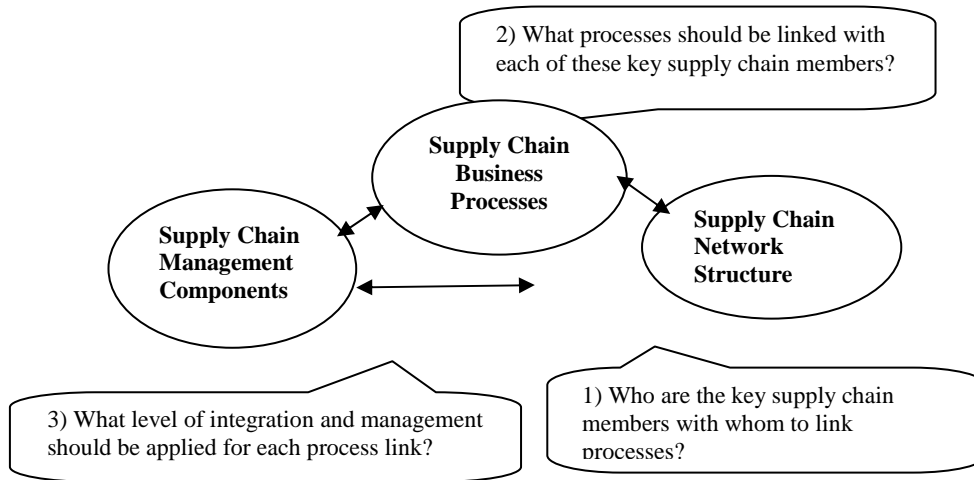 2) What processes should be linked with
each of these key supply chain members?
Supply Chain
Business
Processes
Supply Chain
Management
Components
Supply Chain
Network
Structure
3) What level of integration and management
should be applied for each process link?
1) Who are the key supply chain
members with whom to link
processes?